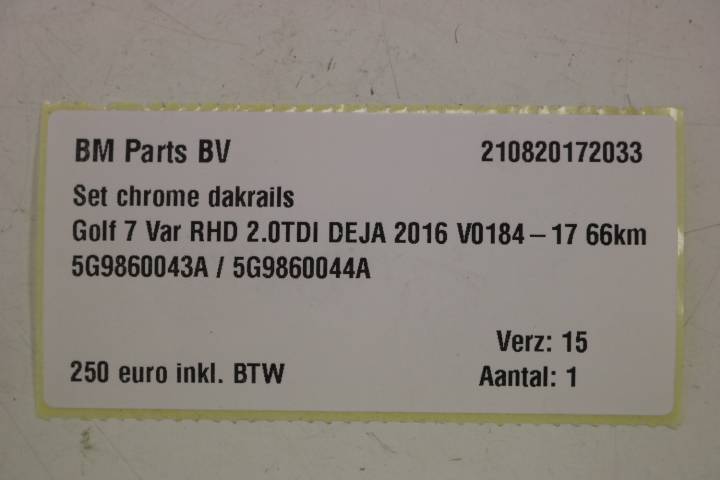 BM Parts BV 210820172033
Set chrome dakrails
Golf 7 Var RHD 2.0TDI DEJA 2016 V0184-17 66km
5G9860043A / 5G9860044A
Verz: 15
250 euro inkl. BTW Aantal: 1